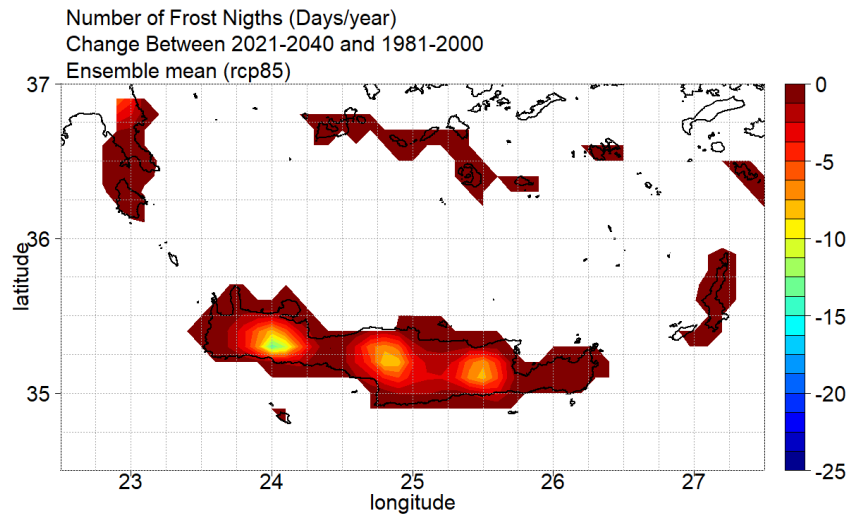 Number of Frost Nigths (Days/year)
Change Between 2021-2040 and 1981-2000
Ensemble mean (rcp85)
37
36
35
latitude
23
24
25
26
27
longitude
0
-5
-10
-15
-20
-25